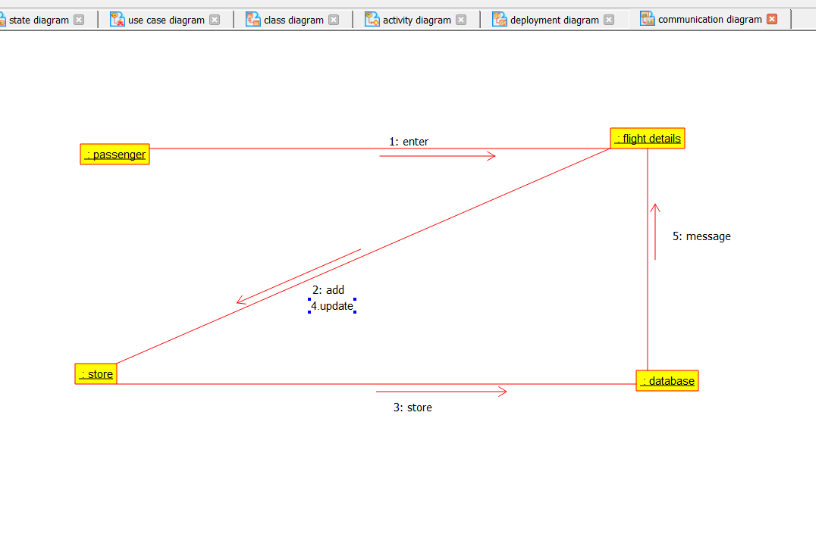 state diagram
use case diagram
class diagram
activity diagram
deployment diagram
communication diagram
1: enter
: flight details
: passenger
5: message
2: add
4.update
: store
: database
3: store